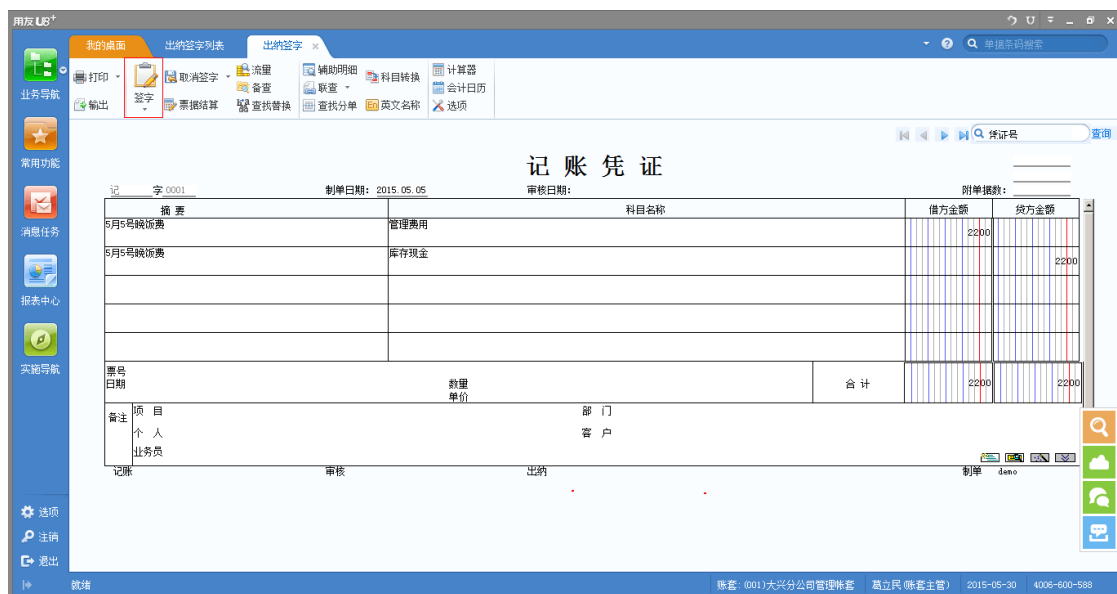 用友U8+
我的桌面 出纳签字列表 出纳签字 ×
单据条码搜索
业务导航
常用功能
消息任务
报表中心
实施导航
选项
注销
退出
打印 签字 取消签字 流量 辅助明细 科目转换 计算器
备查 联查 会计日历
输出 票据结算 查找替换 查找分单 En 英文名称 选项
凭证号 查询
记 账 凭 证
记 字 0001 制单日期: 2015.05.05 审核日期: 附单据数:
摘 要 科目名称 借方金额 贷方金额
5月5号晚饭费 管理费用 2200
5月5号晚饭费 库存现金 2200
票号
日期 数量 合 计 2200 2200
单价
备注 项 目 部 门
个 人 客 户
业务员
记账 审核 出纳 制单 demo
就绪 账套: (001)大兴分公司管理帐套 葛立民(账套主管) 2015-05-30 4006-600-588